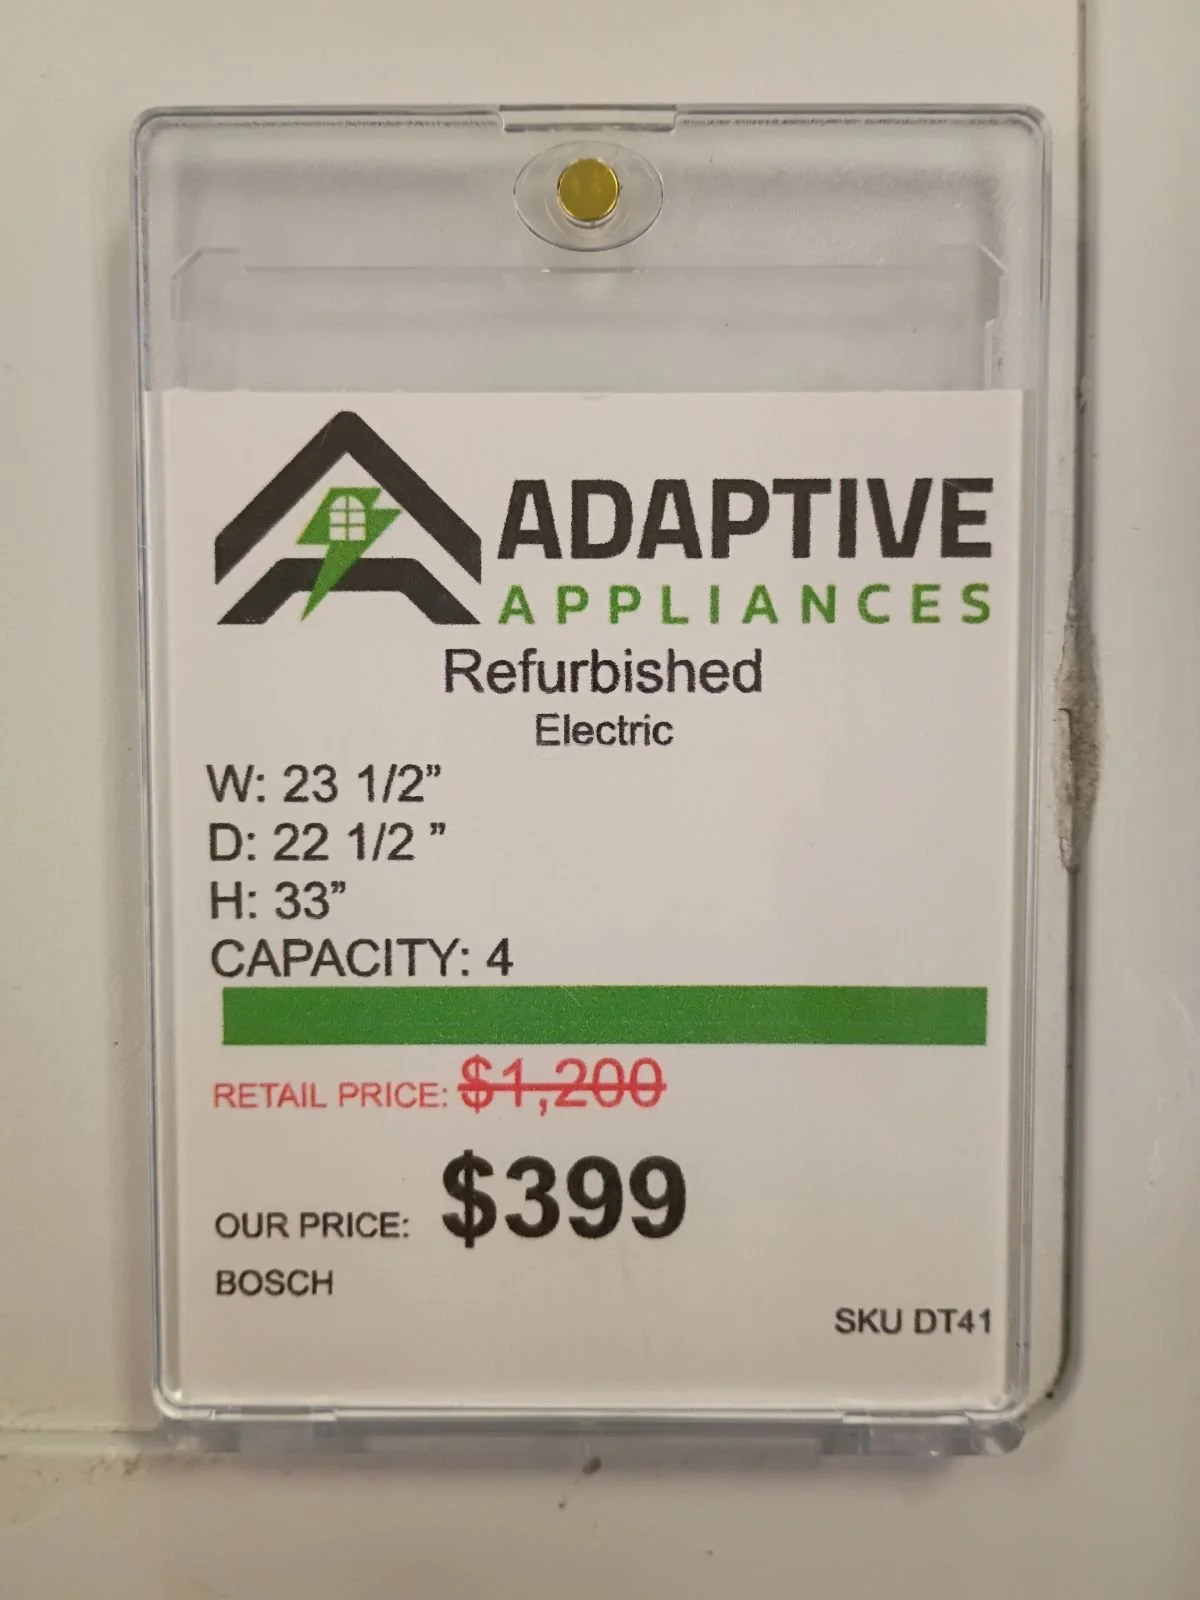 ADAPTIVE
APPLIANCES
Refurbished
Electric
W: 23 1/2”
D: 22 1/2 ”
H: 33”
CAPACITY: 4
RETAIL PRICE: $1,200
OUR PRICE: $399
BOSCH
SKU DT41